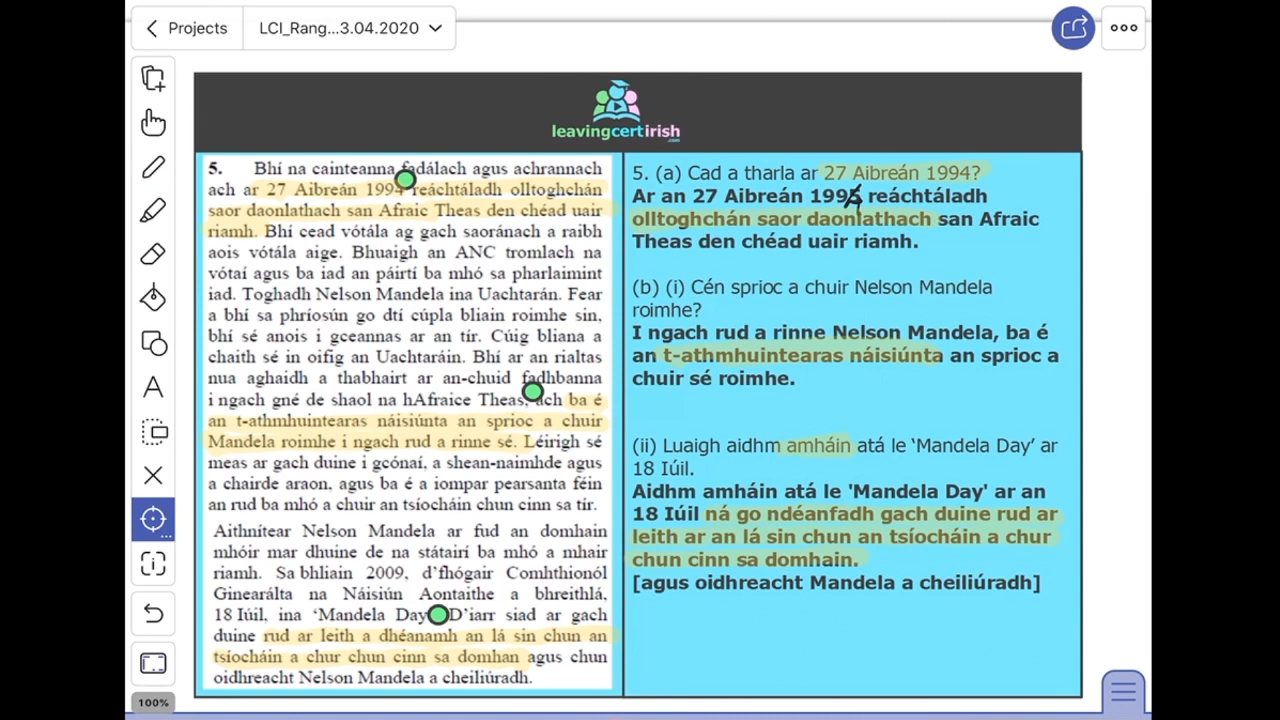 Projects
LCI_Rang...3.04.2020
leavingcertirish
.com
5. Bhí na cainteanna fadálach agus achrannach
ach ar 27 Aibreán 1994 reáchtáladh olltoghchán
saor daonlathach san Afraic Theas den chéad uair
riamh. Bhí cead vótála ag gach saoránach a raibh
aois vótála aige. Bhuaigh an ANC tromlach na
vótaí agus ba iad an páirtí ba mhó sa pharlaimint
iad. Toghadh Nelson Mandela ina Uachtarán. Fear
a bhí sa phríosún go dtí cúpla bliain roimhe sin,
bhí sé anois i gceannas ar an tír. Cúig bliana a
chaith sé in oifig an Uachtaráin. Bhí ar an rialtas
nua aghaidh a thabhairt ar an-chuid fadhbanna
i ngach gné de shaol na hAfraice Theas, ach ba é
an t-athmhuintearas náisiúnta an sprioc a chuir
Mandela roimhe i ngach rud a rinne sé. Léirigh sé
meas ar gach duine i gcónaí, a shean-naimhde agus
a chairde araon, agus ba é a iompar pearsanta féin
an rud ba mhó a chuir an tsíocháin chun cinn sa tír.
Aithnítear Nelson Mandela ar fud an domhain
mhóir mar dhuine de na státairí ba mhó a mhair
riamh. Sa bhliain 2009, d'fhógair Comhthionól
Ginearálta na Náisiún Aontaithe a bhreithlá,
18 Iúil, ina 'Mandela Day D'iarr siad ar gach
duine rud ar leith a dhéanamh an lá sin chun an
tsíocháin a chur chun cinn sa domhan agus chun
oidhreacht Nelson Mandela a cheiliúradh.
5. (a) Cad a tharla ar 27 Aibreán 1994?
Ar an 27 Aibreán 1994 reáchtáladh
olltoghchán saor daonlathach san Afraic
Theas den chéad uair riamh.
(b) (i) Cén sprioc a chuir Nelson Mandela
roimhe?
I ngach rud a rinne Nelson Mandela, ba é
an t-athmhuintearas náisiúnta an sprioc a
chuir sé roimhe.
(ii) Luaigh aidhm amháin atá le 'Mandela Day' ar
18 Iúil.
Aidhm amháin atá le 'Mandela Day' ar an
18 Iúil ná go ndéanfadh gach duine rud ar
leith ar an lá sin chun an tsíocháin a chur
chun cinn sa domhain.
[agus oidhreacht Mandela a cheiliúradh]
100%